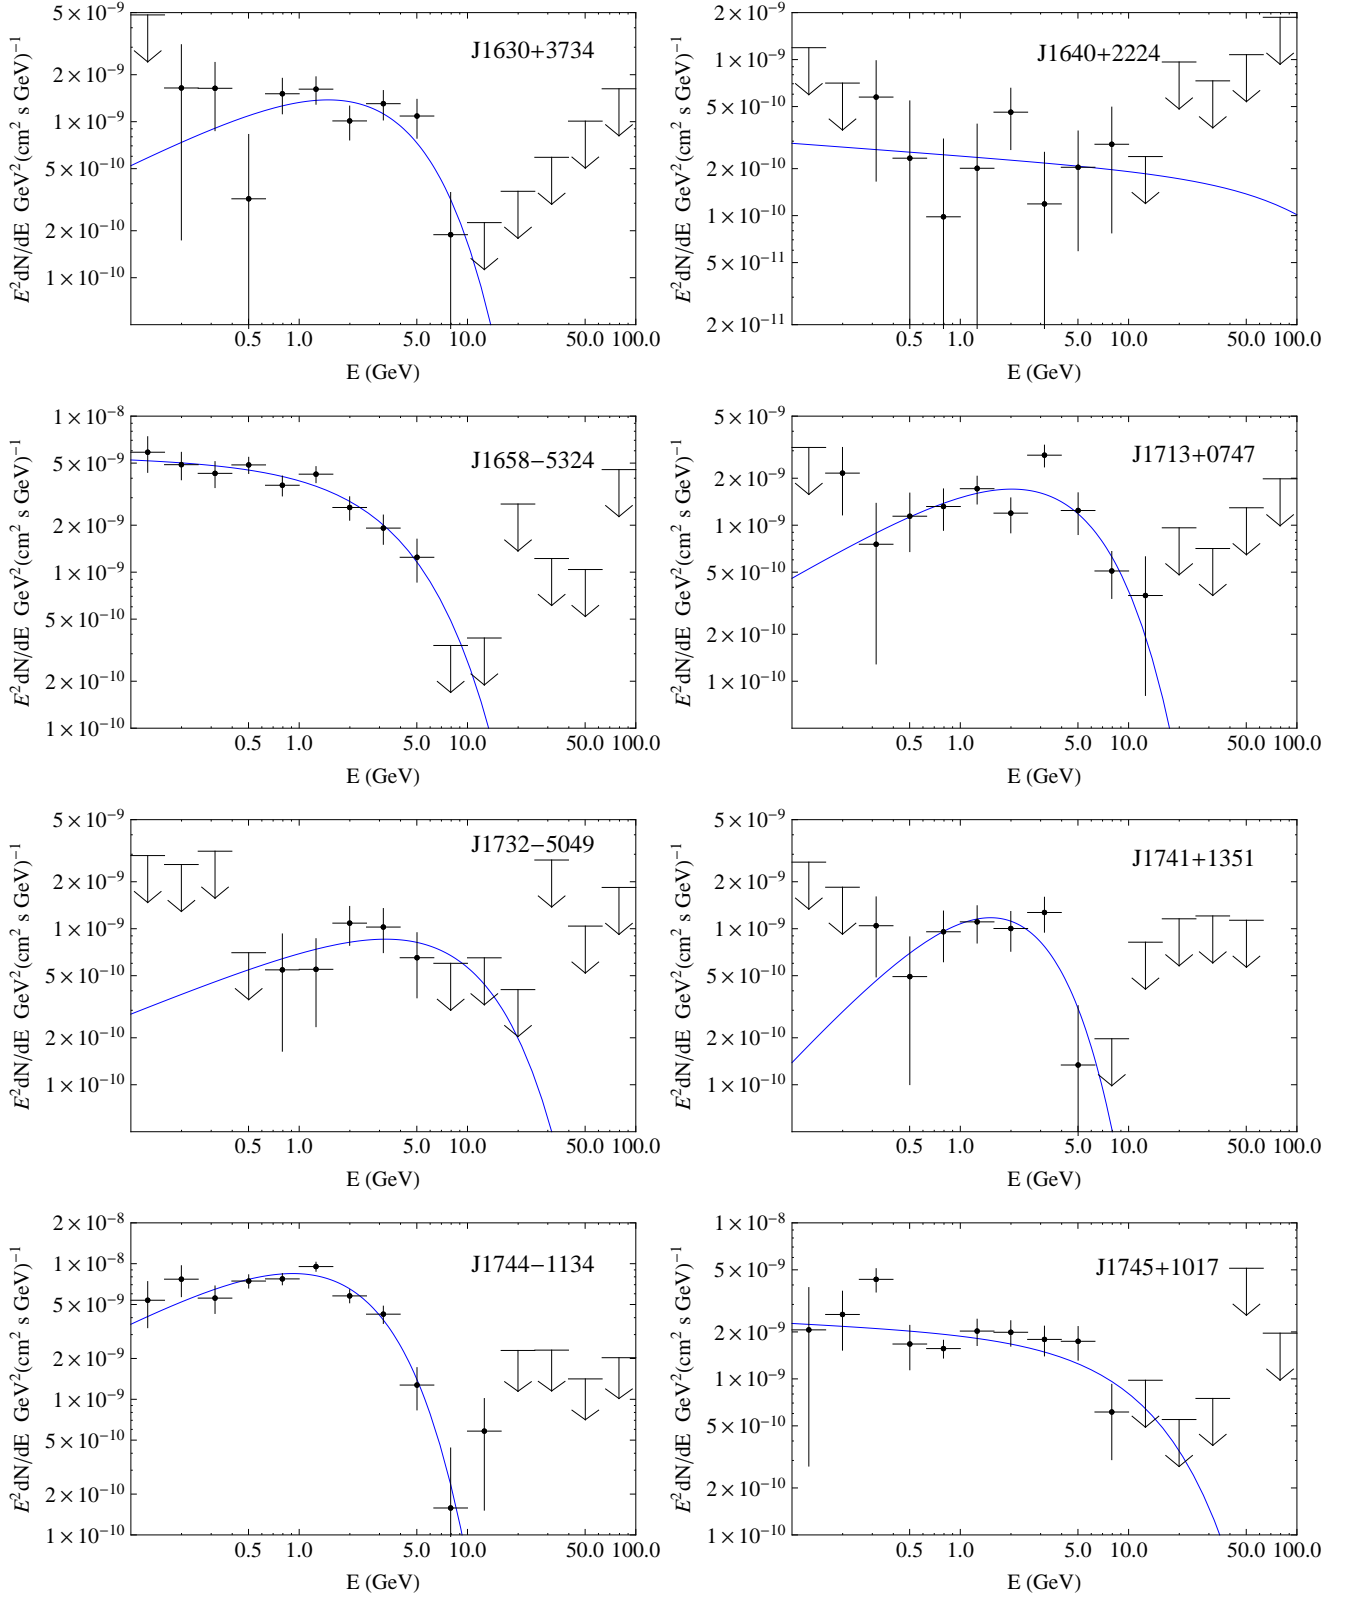 J1630+3734
5×10⁻⁹
2×10⁻⁹
1×10⁻⁹
5×10⁻¹⁰
2×10⁻¹⁰
1×10⁻¹⁰
E²dN/dE GeV²(cm² s GeV)⁻¹
0.5 1.0 5.0 10.0 50.0 100.0
E (GeV)
J1640+2224
2×10⁻⁹
1×10⁻⁹
5×10⁻¹⁰
2×10⁻¹⁰
1×10⁻¹⁰
5×10⁻¹¹
2×10⁻¹¹
E²dN/dE GeV²(cm² s GeV)⁻¹
0.5 1.0 5.0 10.0 50.0 100.0
E (GeV)
J1658−5324
1×10⁻⁸
5×10⁻⁹
2×10⁻⁹
1×10⁻⁹
5×10⁻¹⁰
2×10⁻¹⁰
1×10⁻¹⁰
E²dN/dE GeV²(cm² s GeV)⁻¹
0.5 1.0 5.0 10.0 50.0 100.0
E (GeV)
J1713+0747
5×10⁻⁹
2×10⁻⁹
1×10⁻⁹
5×10⁻¹⁰
2×10⁻¹⁰
1×10⁻¹⁰
E²dN/dE GeV²(cm² s GeV)⁻¹
0.5 1.0 5.0 10.0 50.0 100.0
E (GeV)
J1732−5049
5×10⁻⁹
2×10⁻⁹
1×10⁻⁹
5×10⁻¹⁰
2×10⁻¹⁰
1×10⁻¹⁰
E²dN/dE GeV²(cm² s GeV)⁻¹
0.5 1.0 5.0 10.0 50.0 100.0
E (GeV)
J1741+1351
5×10⁻⁹
2×10⁻⁹
1×10⁻⁹
5×10⁻¹⁰
2×10⁻¹⁰
1×10⁻¹⁰
E²dN/dE GeV²(cm² s GeV)⁻¹
0.5 1.0 5.0 10.0 50.0 100.0
E (GeV)
J1744−1134
2×10⁻⁸
1×10⁻⁸
5×10⁻⁹
2×10⁻⁹
1×10⁻⁹
5×10⁻¹⁰
2×10⁻¹⁰
1×10⁻¹⁰
E²dN/dE GeV²(cm² s GeV)⁻¹
0.5 1.0 5.0 10.0 50.0 100.0
E (GeV)
J1745+1017
1×10⁻⁸
5×10⁻⁹
2×10⁻⁹
1×10⁻⁹
5×10⁻¹⁰
2×10⁻¹⁰
1×10⁻¹⁰
E²dN/dE GeV²(cm² s GeV)⁻¹
0.5 1.0 5.0 10.0 50.0 100.0
E (GeV)